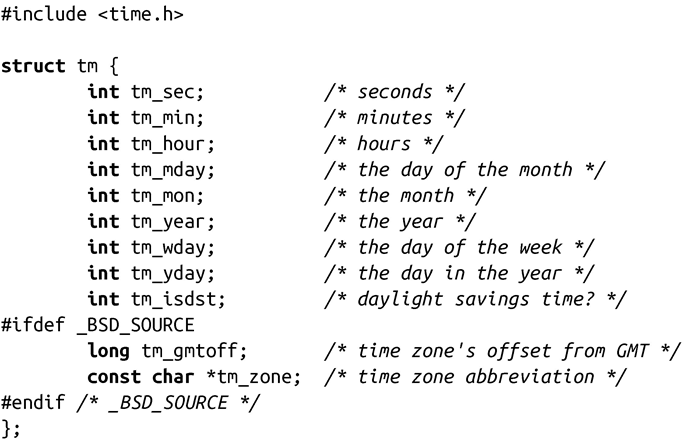 #include <time.h>

struct tm {
        int tm_sec;           /* seconds */
        int tm_min;           /* minutes */
        int tm_hour;          /* hours */
        int tm_mday;          /* the day of the month */
        int tm_mon;           /* the month */
        int tm_year;          /* the year */
        int tm_wday;          /* the day of the week */
        int tm_yday;          /* the day in the year */
        int tm_isdst;         /* daylight savings time? */
#ifdef _BSD_SOURCE
        long tm_gmtoff;       /* time zone's offset from GMT */
        const char *tm_zone;  /* time zone abbreviation */
#endif /* _BSD_SOURCE */
};